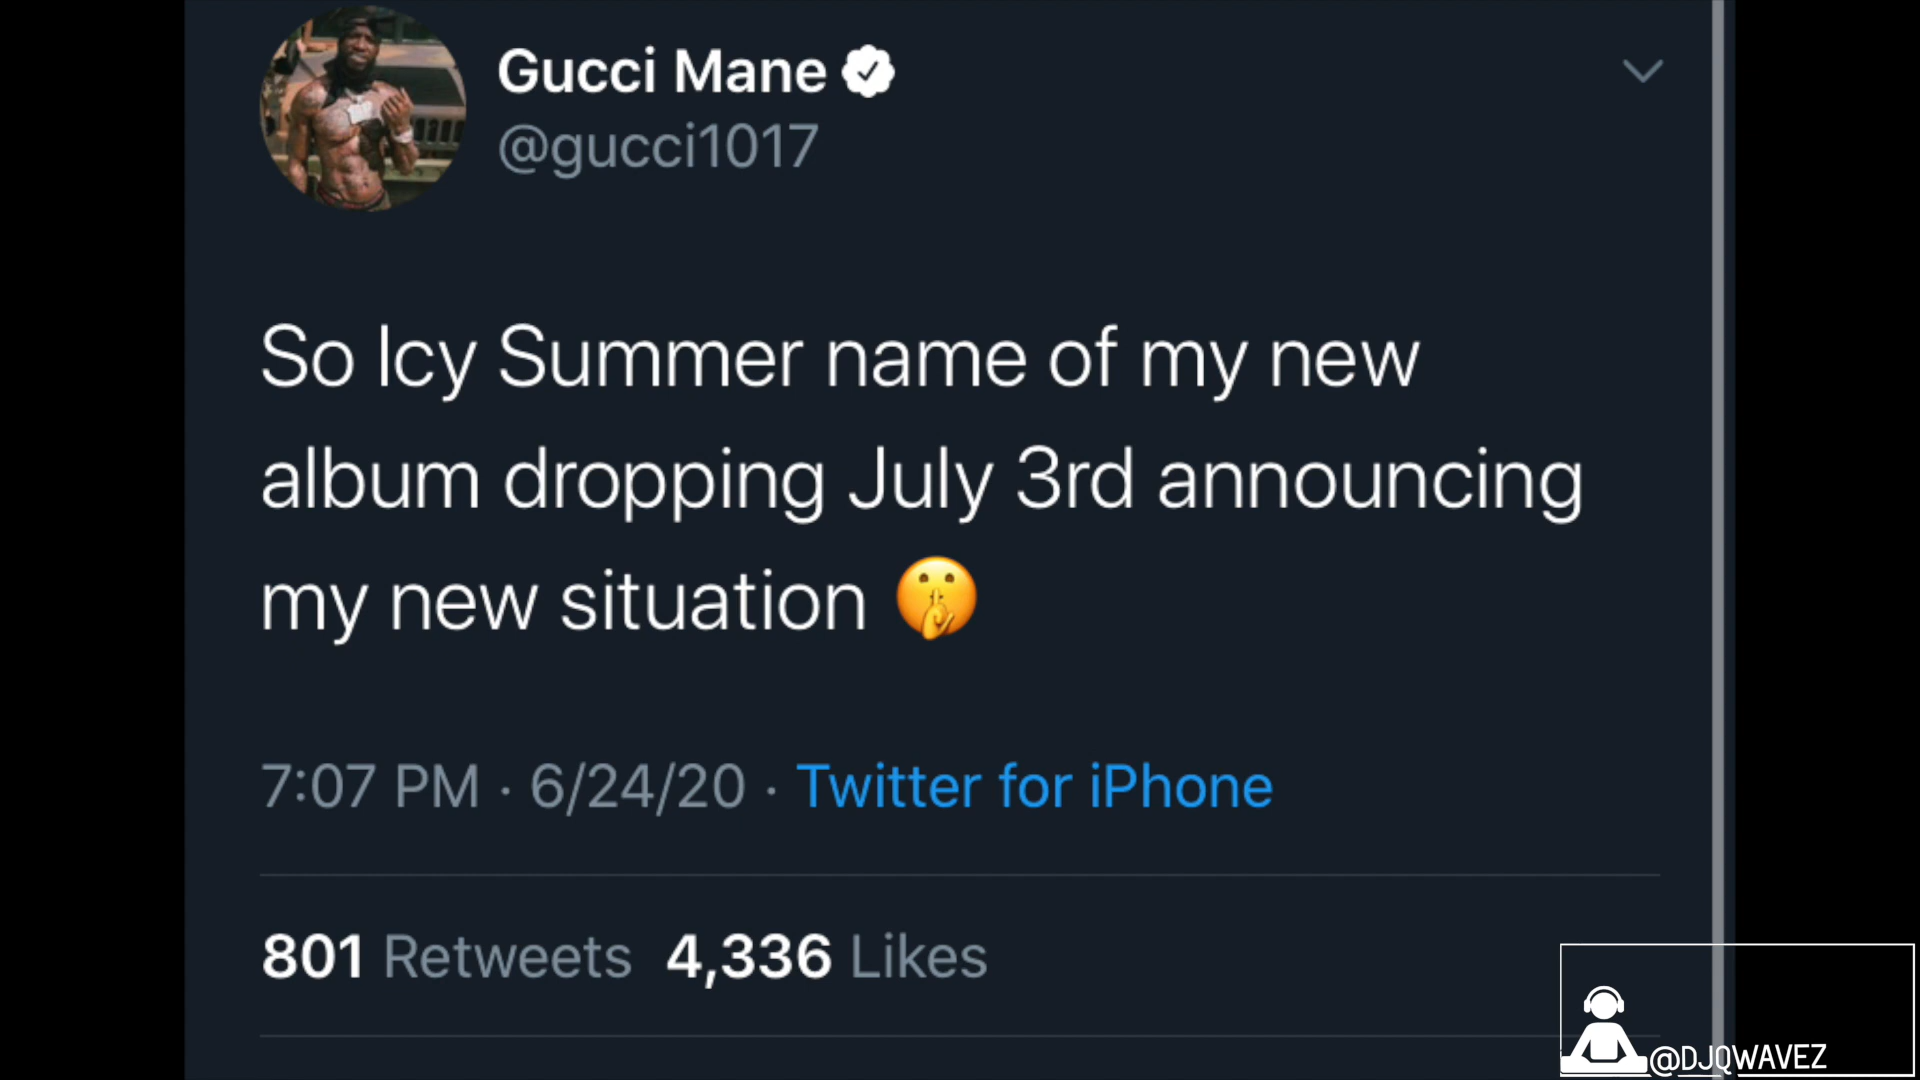 Gucci Mane
@gucci1017
So Icy Summer name of my new
album dropping July 3rd announcing
my new situation 🤫
7:07 PM · 6/24/20 · Twitter for iPhone
801 Retweets 4,336 Likes
@DJQWAVEZ